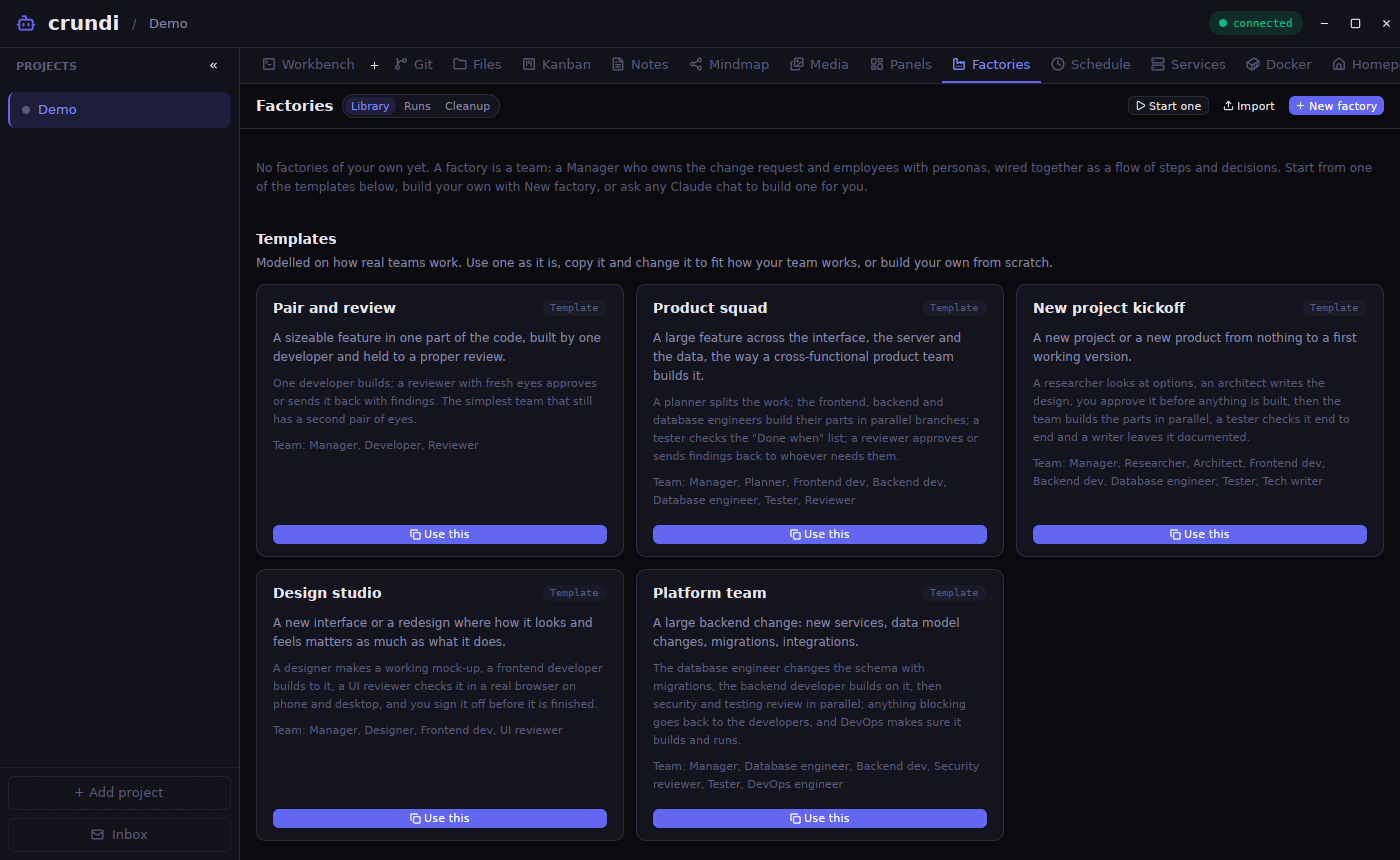 crundi / Demo
connected
PROJECTS
«
Demo
Workbench
+
Git
Files
Kanban
Notes
Mindmap
Media
Panels
Factories
Schedule
Services
Docker
Homep
Factories
Library
Runs
Cleanup
Start one
Import
+ New factory
No factories of your own yet. A factory is a team: a Manager who owns the change request and employees with personas, wired together as a flow of steps and decisions. Start from one
of the templates below, build your own with New factory, or ask any Claude chat to build one for you.
Templates
Modelled on how real teams work. Use one as it is, copy it and change it to fit how your team works, or build your own from scratch.
Pair and review
Template
A sizeable feature in one part of the code, built by one
developer and held to a proper review.
One developer builds; a reviewer with fresh eyes approves
or sends it back with findings. The simplest team that still
has a second pair of eyes.
Team: Manager, Developer, Reviewer
Use this
Product squad
Template
A large feature across the interface, the server and
the data, the way a cross-functional product team
builds it.
A planner splits the work; the frontend, backend and
database engineers build their parts in parallel branches; a
tester checks the "Done when" list; a reviewer approves or
sends findings back to whoever needs them.
Team: Manager, Planner, Frontend dev, Backend dev,
Database engineer, Tester, Reviewer
Use this
New project kickoff
Template
A new project or a new product from nothing to a first
working version.
A researcher looks at options, an architect writes the
design, you approve it before anything is built, then the
team builds the parts in parallel, a tester checks it end to
end and a writer leaves it documented.
Team: Manager, Researcher, Architect, Frontend dev,
Backend dev, Database engineer, Tester, Tech writer
Use this
Design studio
Template
A new interface or a redesign where how it looks and
feels matters as much as what it does.
A designer makes a working mock-up, a frontend developer
builds to it, a UI reviewer checks it in a real browser on
phone and desktop, and you sign it off before it is finished.
Team: Manager, Designer, Frontend dev, UI reviewer
Use this
Platform team
Template
A large backend change: new services, data model
changes, migrations, integrations.
The database engineer changes the schema with
migrations, the backend developer builds on it, then
security and testing review in parallel; anything blocking
goes back to the developers, and DevOps makes sure it
builds and runs.
Team: Manager, Database engineer, Backend dev, Security
reviewer, Tester, DevOps engineer
Use this
+ Add project
Inbox